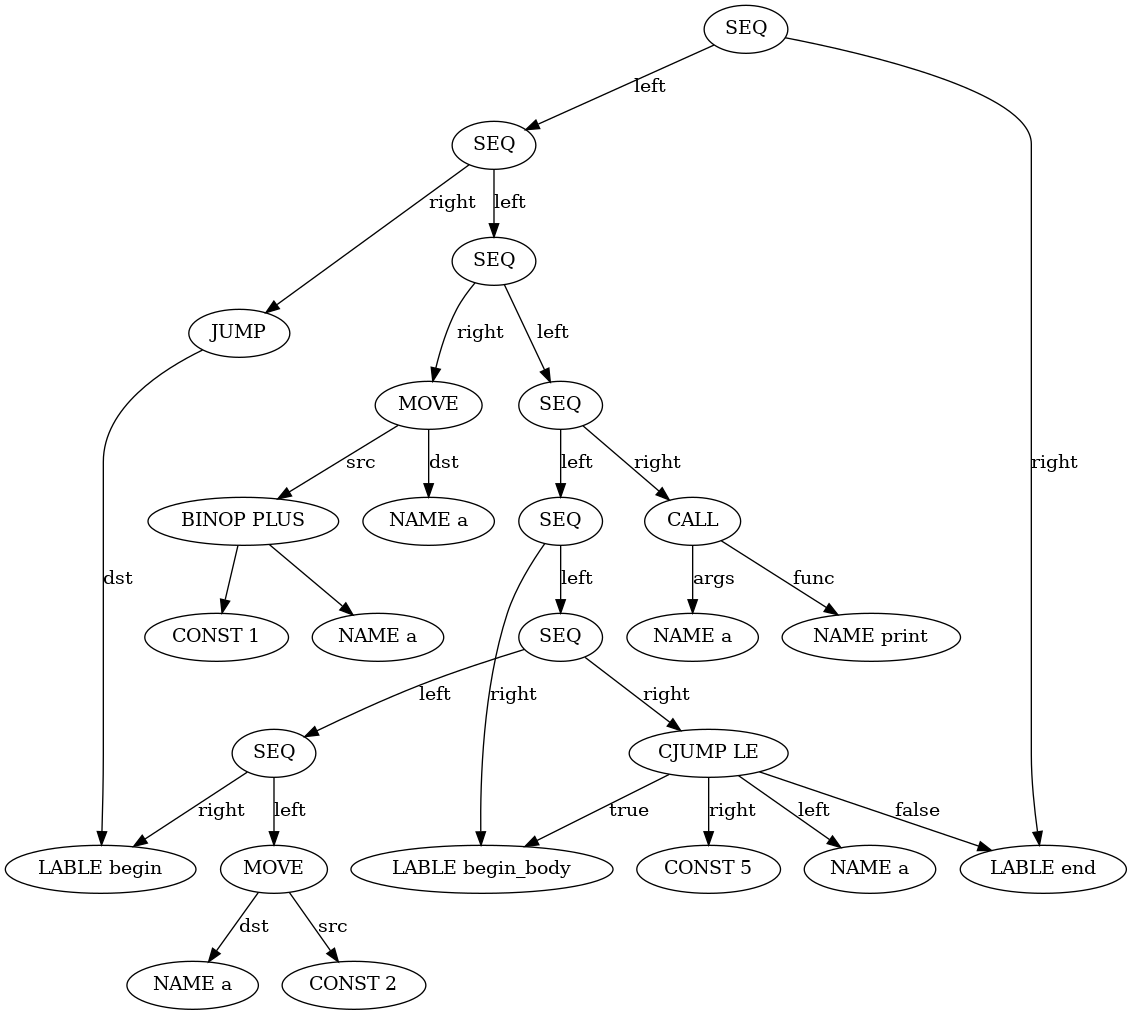 SEQ
left
SEQ
right
left
SEQ
JUMP
right
left
MOVE
SEQ
src
dst
left
right
right
BINOP PLUS
NAME a
SEQ
CALL
dst
left
args
func
CONST 1
NAME a
SEQ
NAME a
NAME print
left
right
right
SEQ
CJUMP LE
right
left
true
right
left
false
LABLE begin
MOVE
LABLE begin_body
CONST 5
NAME a
LABLE end
dst
src
NAME a
CONST 2